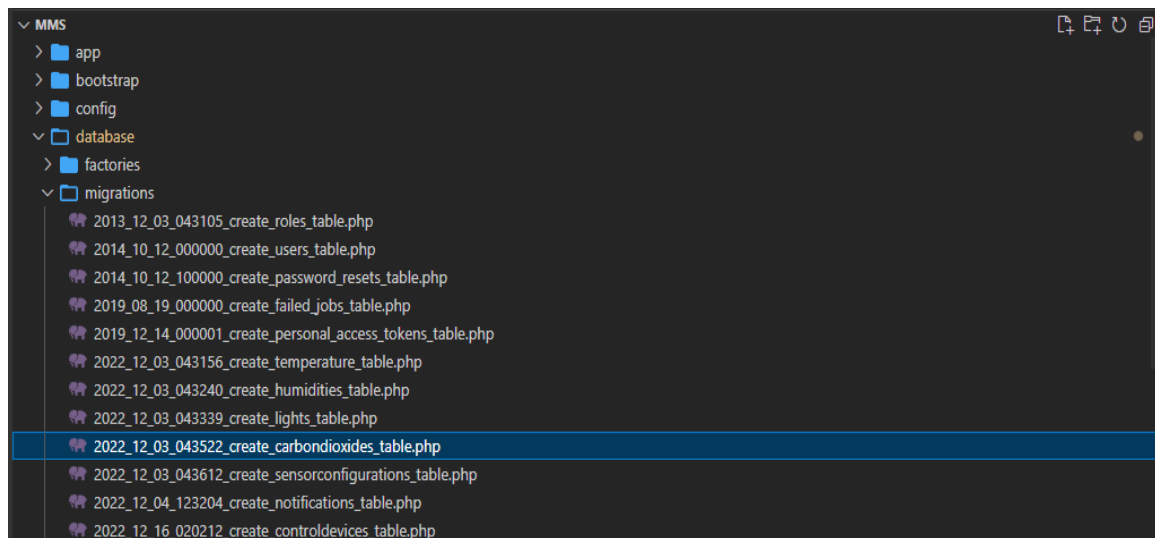 MMS
app
bootstrap
config
database
factories
migrations
2013_12_03_043105_create_roles_table.php
2014_10_12_000000_create_users_table.php
2014_10_12_100000_create_password_resets_table.php
2019_08_19_000000_create_failed_jobs_table.php
2019_12_14_000001_create_personal_access_tokens_table.php
2022_12_03_043156_create_temperature_table.php
2022_12_03_043240_create_humidities_table.php
2022_12_03_043339_create_lights_table.php
2022_12_03_043522_create_carbondioxides_table.php
2022_12_03_043612_create_sensorconfigurations_table.php
2022_12_04_123204_create_notifications_table.php
2022_12_16_020212_create_controldevices_table.php